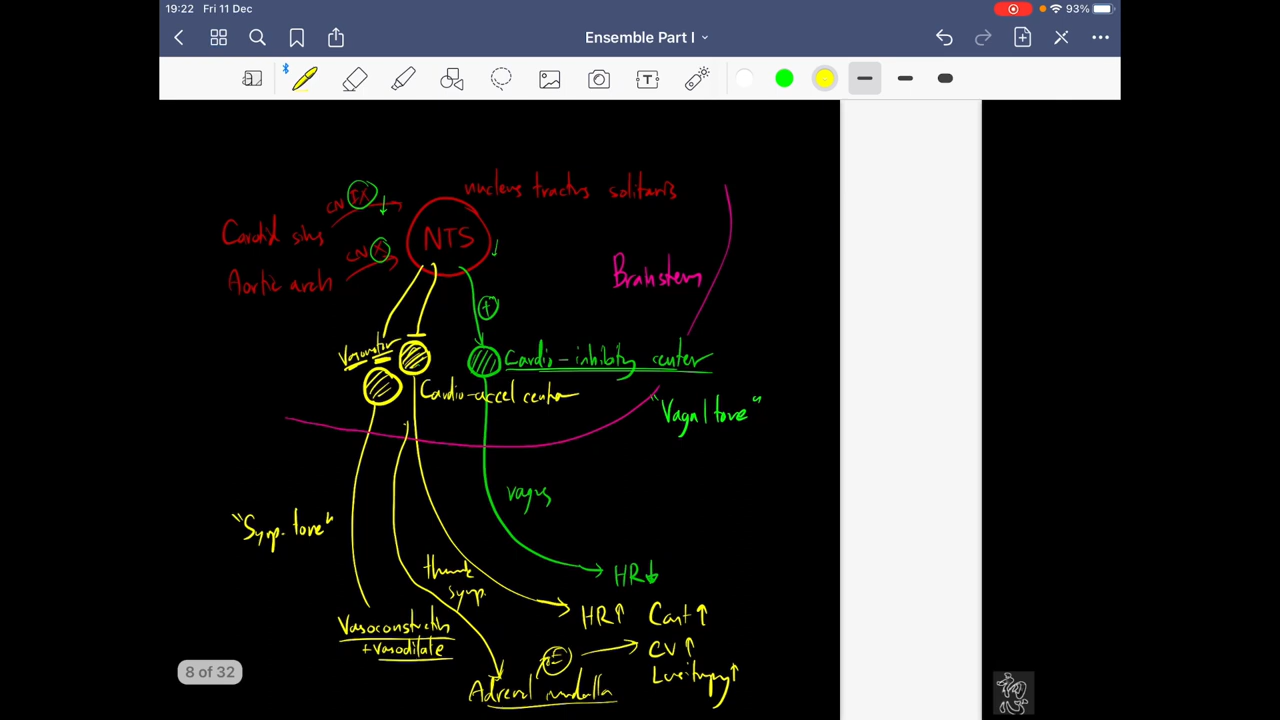 19:22 Fri 11 Dec
93%
Ensemble Part I
nucleus tractus solitaris
CN IX
Carotid sinus
NTS
CN X
Aortic arch
Brainstem
+
Vasomotor
Cardio-inhibitory center
Cardio-accel center
"Vagal tone"
vagus
"Symp. tone"
symp.
HR↓
HR↑ Cont↑
Vasoconstriction
+vasodilate
E
CV↑
Lusitropy↑
Adrenal medulla
8 of 32